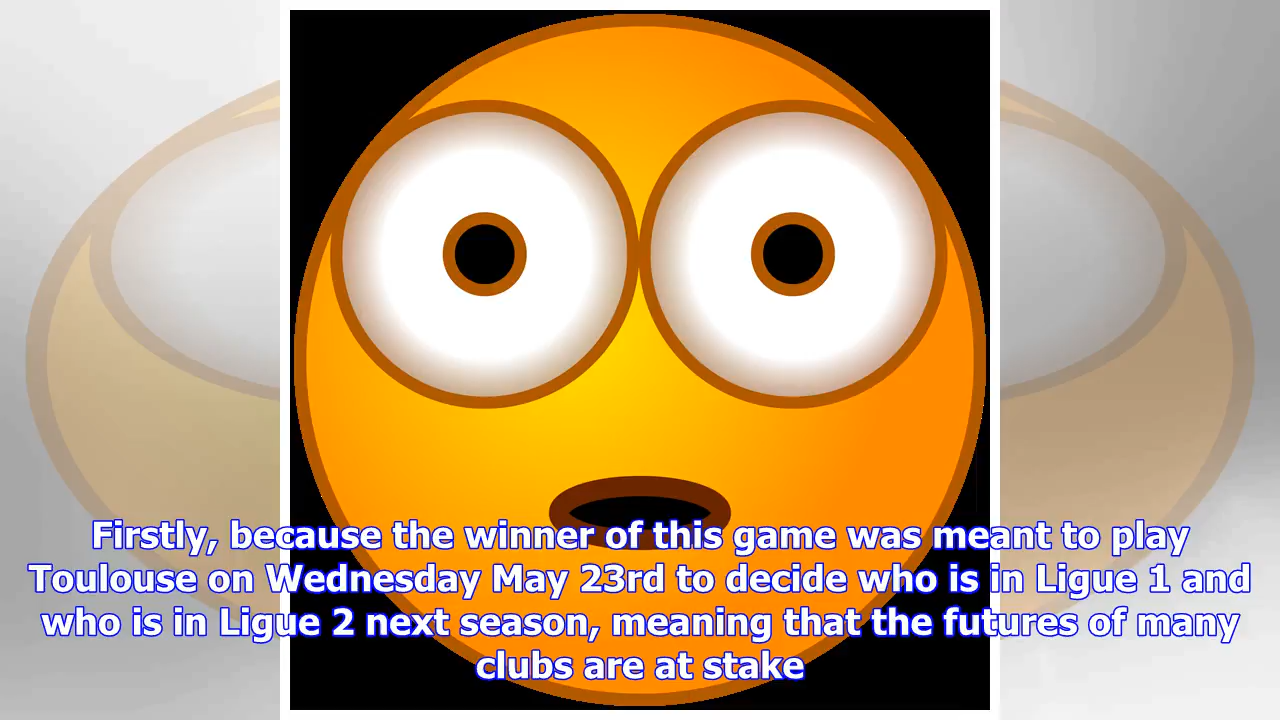 Firstly, because the winner of this game was meant to play
Toulouse on Wednesday May 23rd to decide who is in Ligue 1 and
who is in Ligue 2 next season, meaning that the futures of many
clubs are at stake